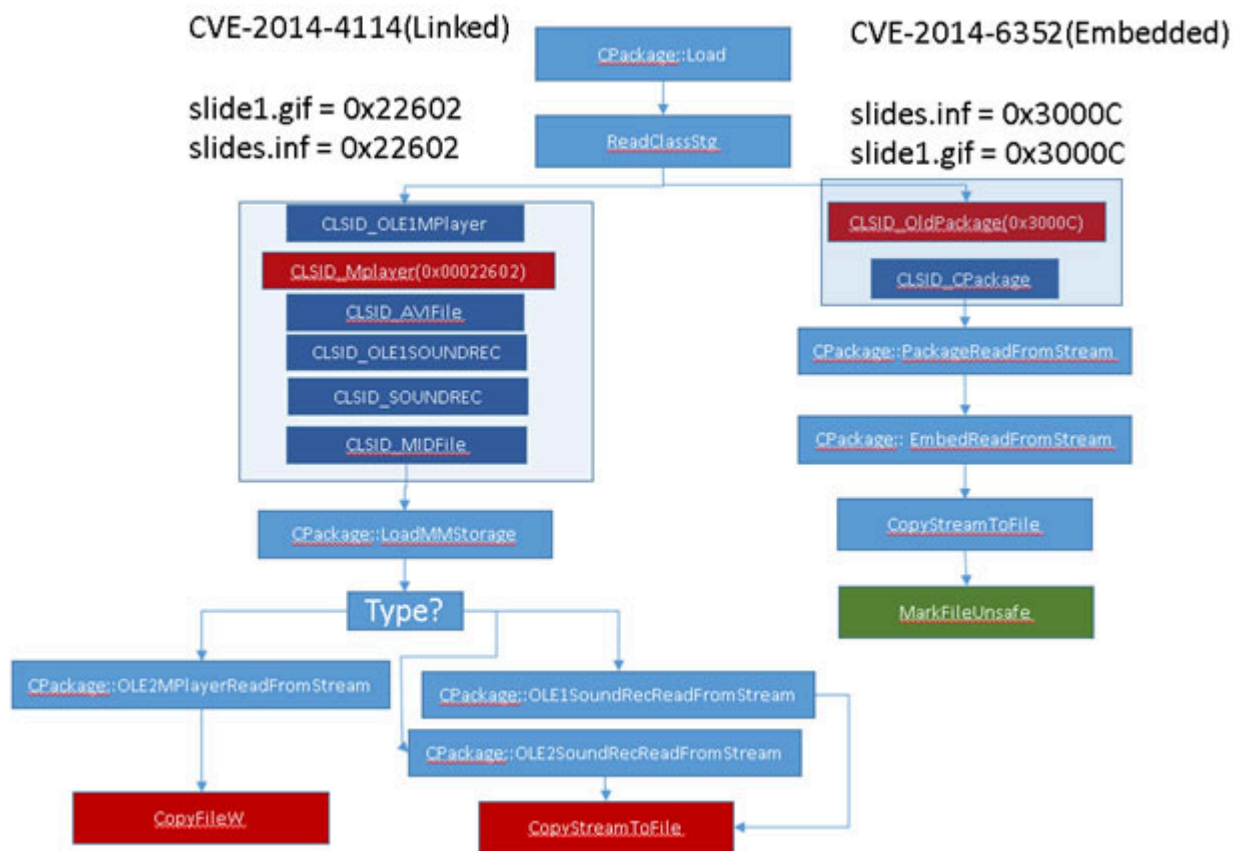 CVE-2014-4114(Linked)
CVE-2014-6352(Embedded)
CPackage::Load
slide1.gif = 0x22602
slides.inf = 0x22602
slides.inf = 0x3000C
slide1.gif = 0x3000C
ReadClassStg
CLSID_OLE1MPlayer
CLSID_Mplayer(0x00022602)
CLSID_AVIFile
CLSID_OLE1SOUNDREC
CLSID_SOUNDREC
CLSID_MIDFile
CLSID_OldPackage(0x3000C)
CLSID_CPackage
CPackage::PackageReadFromStream
CPackage:: EmbedReadFromStream
CopyStreamToFile
MarkFileUnsafe
CPackage::LoadMMStorage
Type?
CPackage::OLE2MPlayerReadFromStream
CPackage::OLE1SoundRecReadFromStream
CPackage::OLE2SoundRecReadFromStream
CopyFileW
CopyStreamToFile